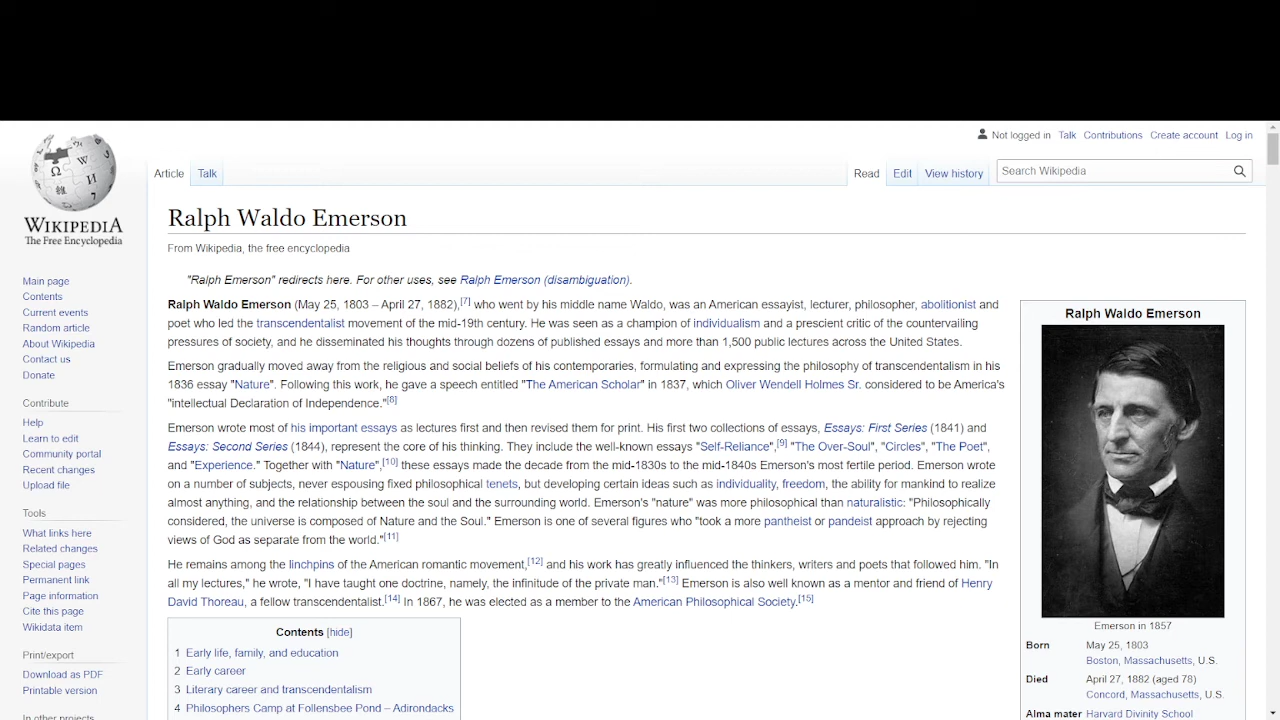 Not logged in Talk Contributions Create account Log in
Article Talk Read Edit View history Search Wikipedia
WIKIPEDIA
The Free Encyclopedia
Main page
Contents
Current events
Random article
About Wikipedia
Contact us
Donate
Contribute
Help
Learn to edit
Community portal
Recent changes
Upload file
Tools
What links here
Related changes
Special pages
Permanent link
Page information
Cite this page
Wikidata item
Print/export
Download as PDF
Printable version
In other projects
Ralph Waldo Emerson
From Wikipedia, the free encyclopedia
"Ralph Emerson" redirects here. For other uses, see Ralph Emerson (disambiguation).
Ralph Waldo Emerson (May 25, 1803 – April 27, 1882),[7] who went by his middle name Waldo, was an American essayist, lecturer, philosopher, abolitionist and
poet who led the transcendentalist movement of the mid-19th century. He was seen as a champion of individualism and a prescient critic of the countervailing
pressures of society, and he disseminated his thoughts through dozens of published essays and more than 1,500 public lectures across the United States.
Emerson gradually moved away from the religious and social beliefs of his contemporaries, formulating and expressing the philosophy of transcendentalism in his
1836 essay "Nature". Following this work, he gave a speech entitled "The American Scholar" in 1837, which Oliver Wendell Holmes Sr. considered to be America's
"intellectual Declaration of Independence."[8]
Emerson wrote most of his important essays as lectures first and then revised them for print. His first two collections of essays, Essays: First Series (1841) and
Essays: Second Series (1844), represent the core of his thinking. They include the well-known essays "Self-Reliance",[9] "The Over-Soul", "Circles", "The Poet",
and "Experience." Together with "Nature",[10] these essays made the decade from the mid-1830s to the mid-1840s Emerson's most fertile period. Emerson wrote
on a number of subjects, never espousing fixed philosophical tenets, but developing certain ideas such as individuality, freedom, the ability for mankind to realize
almost anything, and the relationship between the soul and the surrounding world. Emerson's "nature" was more philosophical than naturalistic: "Philosophically
considered, the universe is composed of Nature and the Soul." Emerson is one of several figures who "took a more pantheist or pandeist approach by rejecting
views of God as separate from the world."[11]
He remains among the linchpins of the American romantic movement,[12] and his work has greatly influenced the thinkers, writers and poets that followed him. "In
all my lectures," he wrote, "I have taught one doctrine, namely, the infinitude of the private man."[13] Emerson is also well known as a mentor and friend of Henry
David Thoreau, a fellow transcendentalist.[14] In 1867, he was elected as a member to the American Philosophical Society.[15]
Contents [hide]
1 Early life, family, and education
2 Early career
3 Literary career and transcendentalism
4 Philosophers Camp at Follensbee Pond – Adirondacks
Ralph Waldo Emerson
Emerson in 1857
Born May 25, 1803
Boston, Massachusetts, U.S.
Died April 27, 1882 (aged 78)
Concord, Massachusetts, U.S.
Alma mater Harvard Divinity School